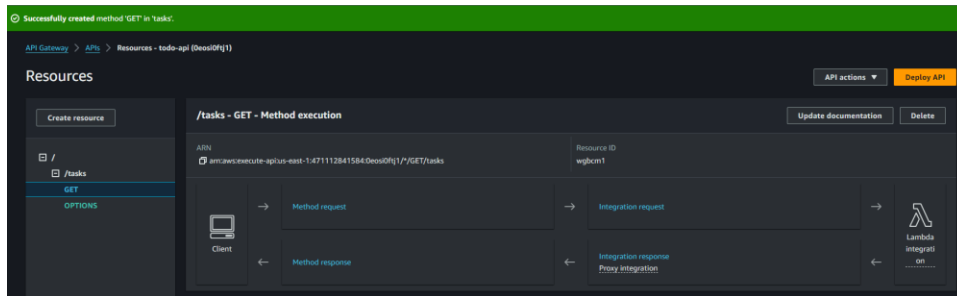 Successfully created method 'GET' in 'tasks'.
API Gateway > APIs > Resources - todo-api (0eosi0ftj1)
Resources
API actions ▼
Deploy API
Create resource
/
/tasks
GET
OPTIONS
/tasks - GET - Method execution
Update documentation
Delete
ARN
arn:aws:execute-api:us-east-1:471112841584:0eosi0ftj1/*/GET/tasks
Resource ID
wgbcm1
Client
Method request
Integration request
Method response
Integration response
Proxy integration
Lambda
integrati
on